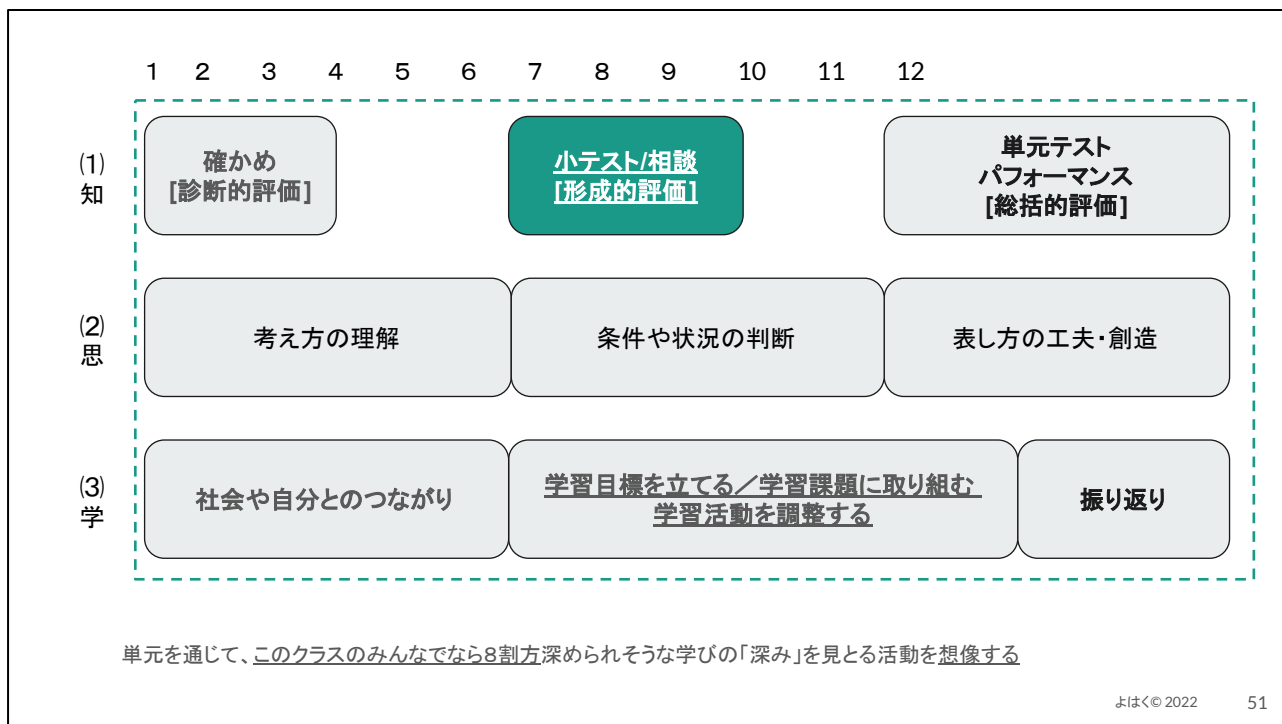 1 2 3 4 5 6 7 8 9 10 11 12
⑴
知
確かめ
[診断的評価]
小テスト/相談
[形成的評価]
単元テスト
パフォーマンス
[総括的評価]
⑵
思
考え方の理解
条件や状況の判断
表し方の工夫・創造
⑶
学
社会や自分とのつながり
学習目標を立てる／学習課題に取り組む
学習活動を調整する
振り返り
単元を通じて、このクラスのみんなでなら８割方深められそうな学びの「深み」を見とる活動を想像する
よはく© 2022
51